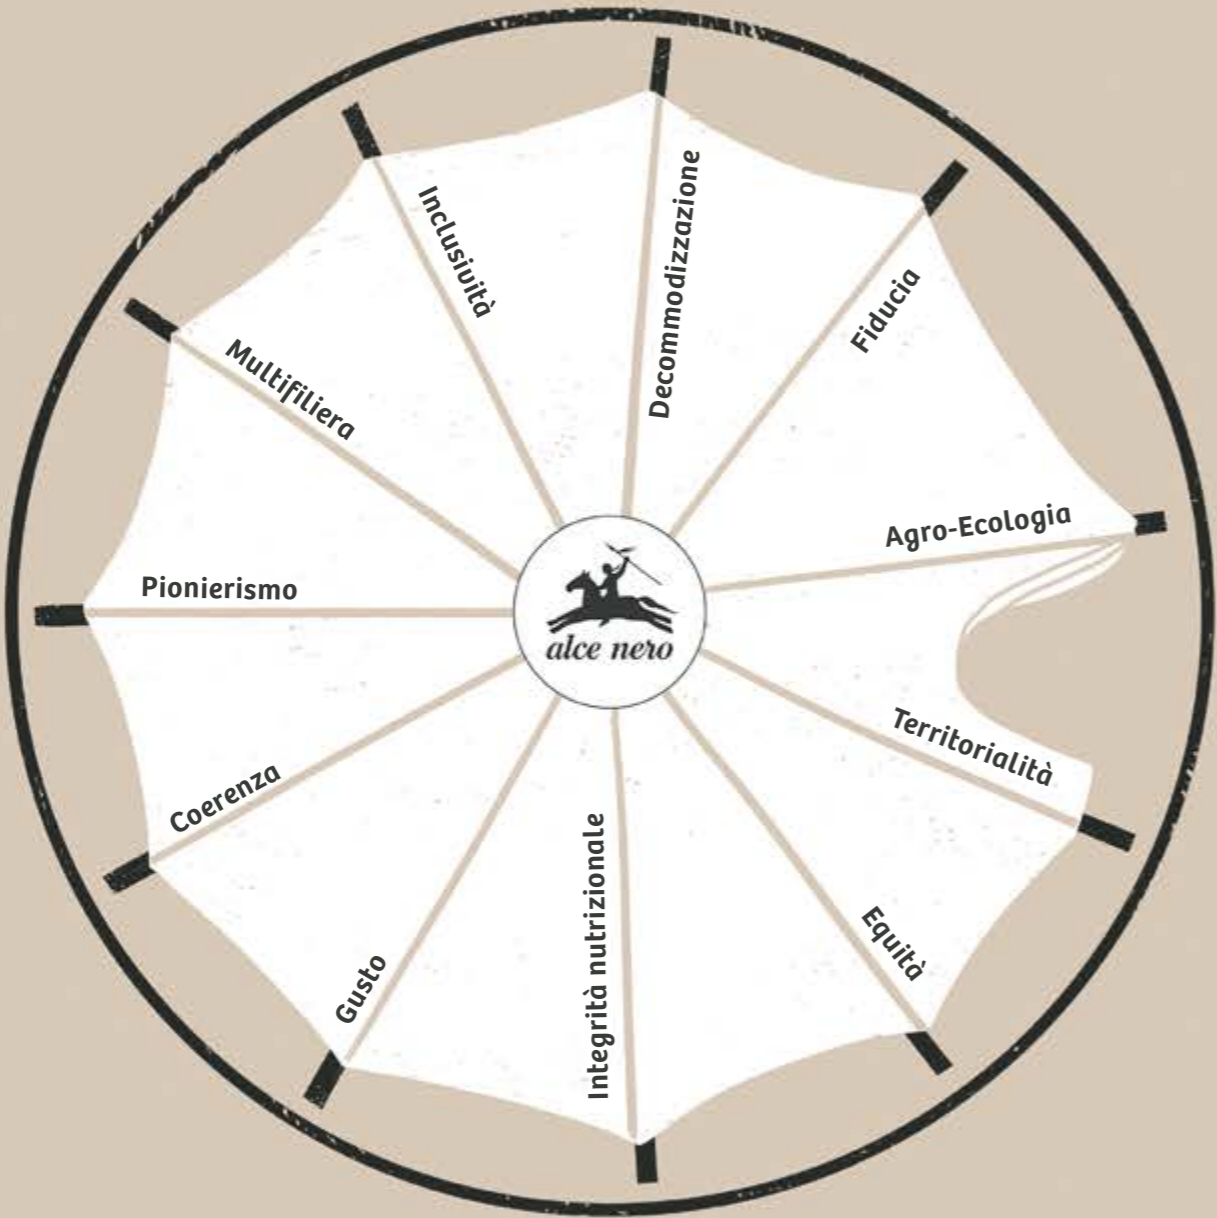 Decommodizzazione
Fiducia
Agro-Ecologia
Territorialità
Equità
Integrità nutrizionale
Gusto
Coerenza
Pionierismo
Multifiliera
Inclusività
alce nero